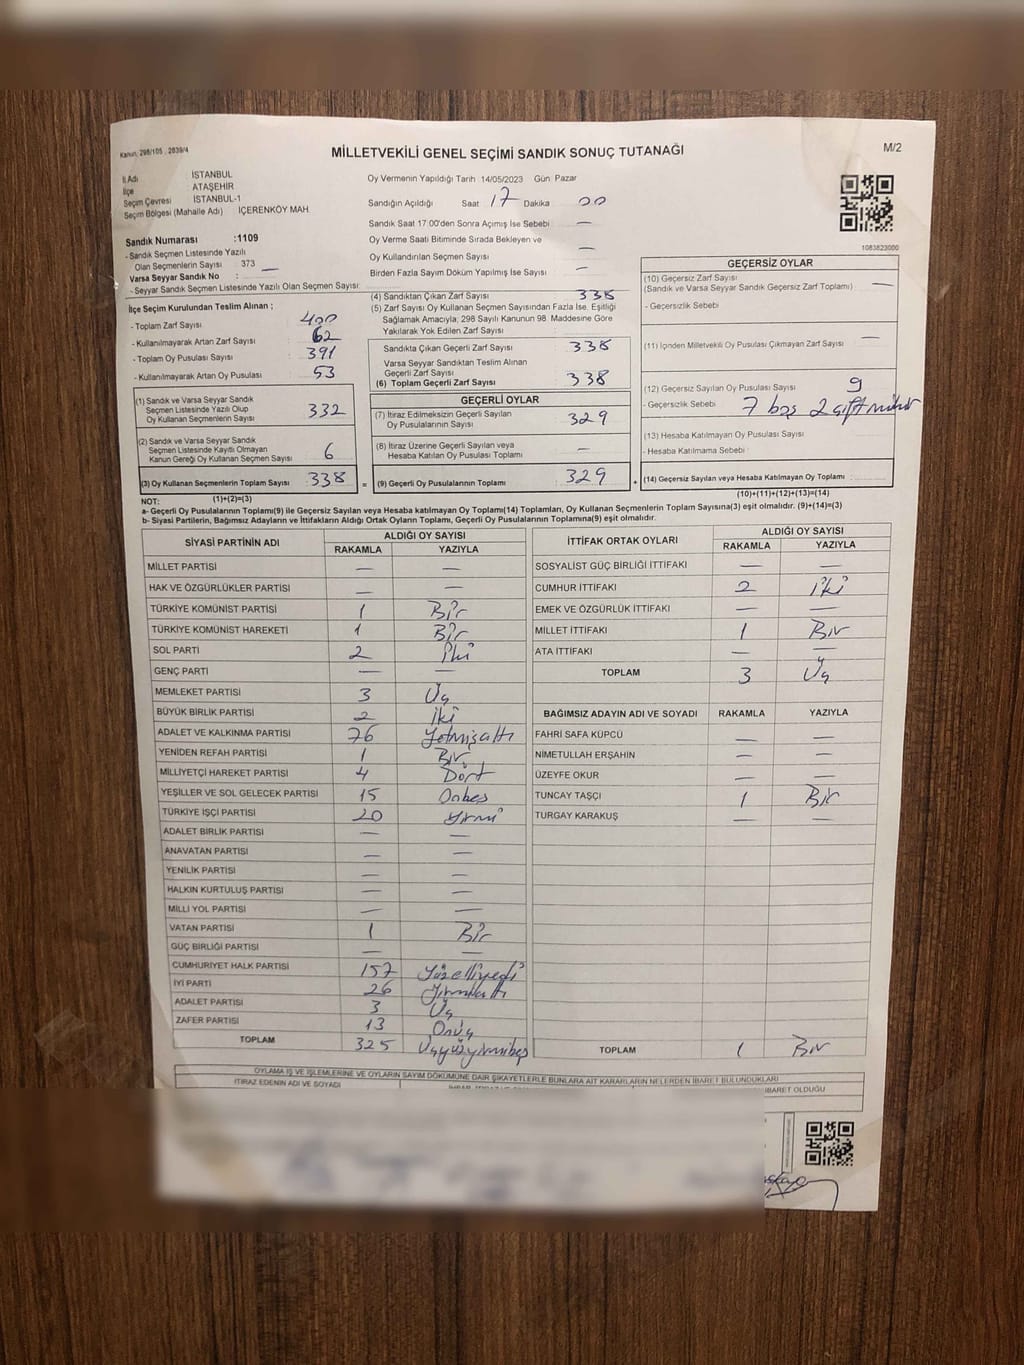 Kanun: 298/105 , 2839/4
MİLLETVEKİLİ GENEL SEÇİMİ SANDIK SONUÇ TUTANAĞI
M/2
İl Adı : İSTANBUL
İlçe : ATAŞEHİR
Seçim Çevresi : İSTANBUL-1
Seçim Bölgesi (Mahalle Adı) : İÇERENKÖY MAH.
Sandık Numarası :1109
- Sandık Seçmen Listesinde Yazılı
Olan Seçmenlerin Sayısı : 373
Varsa Seyyar Sandık No : —
- Seyyar Sandık Seçmen Listesinde Yazılı Olan Seçmen Sayısı:
Oy Vermenin Yapıldığı Tarih 14/05/2023 Gün Pazar
Sandığın Açıldığı Saat 17 Dakika 00
Sandık Saat 17:00'den Sonra Açımış İse Sebebi —
Oy Verme Saati Bitiminde Sırada Bekleyen ve
Oy Kullandırılan Seçmen Sayısı —
Birden Fazla Sayım Döküm Yapılmış İse Sayısı —
1083823000
İlçe Seçim Kurulundan Teslim Alınan ;
- Toplam Zarf Sayısı : 400
- Kullanılmayarak Artan Zarf Sayısı : 62
- Toplam Oy Pusulası Sayısı : 391
- Kullanılmayarak Artan Oy Pusulası : 53
(1) Sandık ve Varsa Seyyar Sandık
Seçmen Listesinde Yazılı Olup
Oy Kullanan Seçmenlerin Sayısı : 332
(2) Sandık ve Varsa Seyyar Sandık
Seçmen Listesinde Kayıtlı Olmayan
Kanun Gereği Oy Kullanan Seçmen Sayısı : 6
(3) Oy Kullanan Seçmenlerin Toplam Sayısı : 338
(1)+(2)=(3)
(4) Sandıktan Çıkan Zarf Sayısı : 338
(5) Zarf Sayısı Oy Kullanan Seçmen Sayısından Fazla İse, Eşitliği
Sağlamak Amacıyla; 298 Sayılı Kanunun 98. Maddesine Göre
Yakılarak Yok Edilen Zarf Sayısı :
Sandıkta Çıkan Geçerli Zarf Sayısı : 338
Varsa Seyyar Sandıktan Teslim Alınan
Geçerli Zarf Sayısı :
(6) Toplam Geçerli Zarf Sayısı : 338
GEÇERLİ OYLAR
(7) İtiraz Edilmeksizin Geçerli Sayılan
Oy Pusulalarının Sayısı : 329
(8) İtiraz Üzerine Geçerli Sayılan veya
Hesaba Katılan Oy Pusulası Toplamı : —
= (9) Geçerli Oy Pusulalarının Toplamı : 329
GEÇERSİZ OYLAR
(10) Geçersiz Zarf Sayısı
(Sandık ve Varsa Seyyar Sandık Geçersiz Zarf Toplamı) : —
- Geçersizlik Sebebi :
(11) İçinden Milletvekili Oy Pusulası Çıkmayan Zarf Sayısı : —
(12) Geçersiz Sayılan Oy Pusulası Sayısı : 9
- Geçersizlik Sebebi : 7 boş 2 çift mühür
(13) Hesaba Katılmayan Oy Pusulası Sayısı :
- Hesaba Katılmama Sebebi :
+ (14) Geçersiz Sayılan veya Hesaba Katılmayan Oy Toplamı :
(10)+(11)+(12)+(13)=(14)
NOT:
a- Geçerli Oy Pusulalarının Toplamı(9) ile Geçersiz Sayılan veya Hesaba Katılmayan Oy Toplamı(14) Toplamları, Oy Kullanan Seçmenlerin Toplam Sayısına(3) eşit olmalıdır. (9)+(14)=(3)
b- Siyasi Partilerin, Bağımsız Adayların ve İttifakların Aldığı Ortak Oyların Toplamı, Geçerli Oy Pusulalarının Toplamına(9) eşit olmalıdır.
SİYASİ PARTİNİN ADI ALDIĞI OY SAYISI
RAKAMLA YAZIYLA
MİLLET PARTİSİ — —
HAK VE ÖZGÜRLÜKLER PARTİSİ — —
TÜRKİYE KOMÜNİST PARTİSİ 1 Bir
TÜRKİYE KOMÜNİST HAREKETİ 1 Bir
SOL PARTİ 2 İki
GENÇ PARTİ — —
MEMLEKET PARTİSİ 3 Üç
BÜYÜK BİRLİK PARTİSİ 2 İki
ADALET VE KALKINMA PARTİSİ 76 Yetmişaltı
YENİDEN REFAH PARTİSİ 1 Bir
MİLLİYETÇİ HAREKET PARTİSİ 4 Dört
YEŞİLLER VE SOL GELECEK PARTİSİ 15 Onbeş
TÜRKİYE İŞÇİ PARTİSİ 20 Yirmi
ADALET BİRLİK PARTİSİ — —
ANAVATAN PARTİSİ — —
YENİLİK PARTİSİ — —
HALKIN KURTULUŞ PARTİSİ — —
MİLLİ YOL PARTİSİ — —
VATAN PARTİSİ 1 Bir
GÜÇ BİRLİĞİ PARTİSİ — —
CUMHURİYET HALK PARTİSİ 157 Yüzelliyedi
İYİ PARTİ 26 Yirmialtı
ADALET PARTİSİ 3 Üç
ZAFER PARTİSİ 13 Onüç
TOPLAM 325 Üçyüzyirmibeş
İTTİFAK ORTAK OYLARI ALDIĞI OY SAYISI
RAKAMLA YAZIYLA
SOSYALİST GÜÇ BİRLİĞİ İTTİFAKI — —
CUMHUR İTTİFAKI 2 İki
EMEK VE ÖZGÜRLÜK İTTİFAKI — —
MİLLET İTTİFAKI 1 Bir
ATA İTTİFAKI — —
TOPLAM 3 Üç
BAĞIMSIZ ADAYIN ADI VE SOYADI RAKAMLA YAZIYLA
FAHRİ SAFA KÜPCÜ — —
NİMETULLAH ERŞAHİN — —
ÜZEYFE OKUR — —
TUNCAY TAŞÇI 1 Bir
TURGAY KARAKUŞ — —
TOPLAM 1 Bir
OYLAMA İŞ VE İŞLEMLERİNE VE OYLARIN SAYIM DÖKÜMÜNE DAİR ŞİKAYETLERLE BUNLARA AİT KARARLARIN NELERDEN İBARET BULUNDUKLARI
İTİRAZ EDENİN ADI VE SOYADI
İBARET OLDUĞU